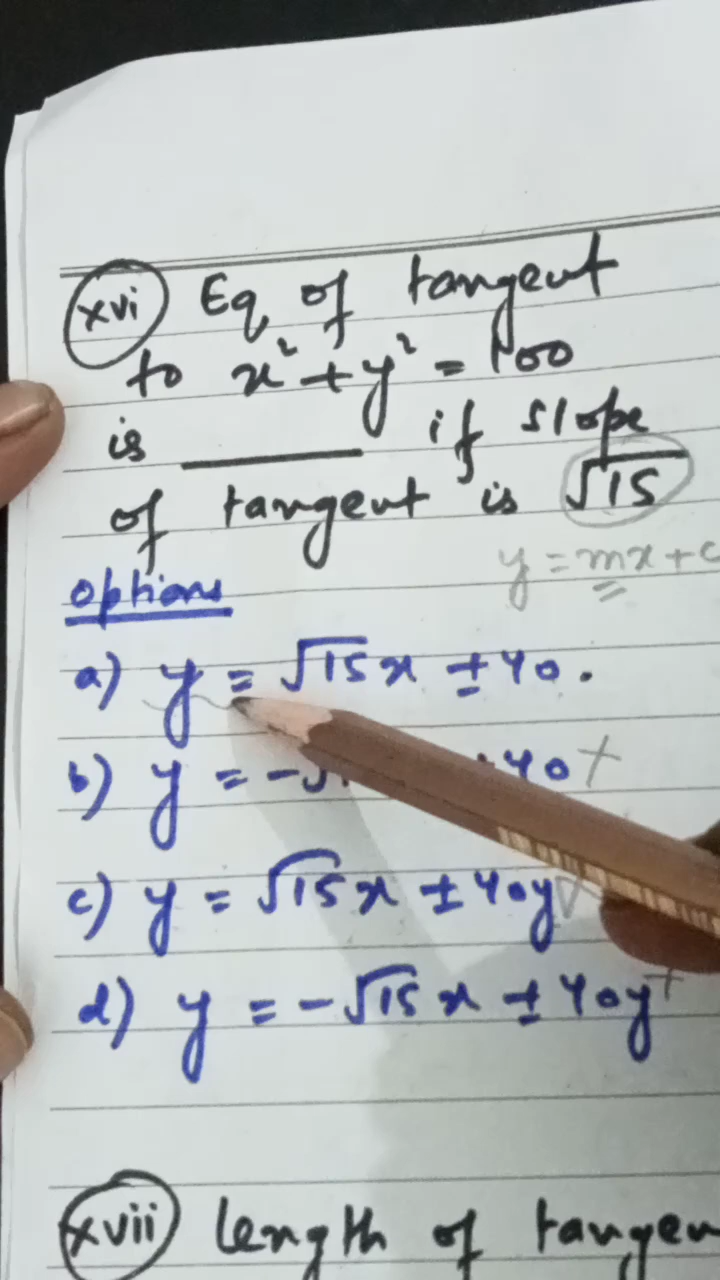 xvi Eq of tangent
to x² + y² = 100
is ______ if slope
of tangent is √15
y = mx + c
options
a) y = √15 x ± 40.
b) y = -√ 40 ×
c) y = √15 x ± 40y
d) y = -√15 x ± 40y
xvii length of